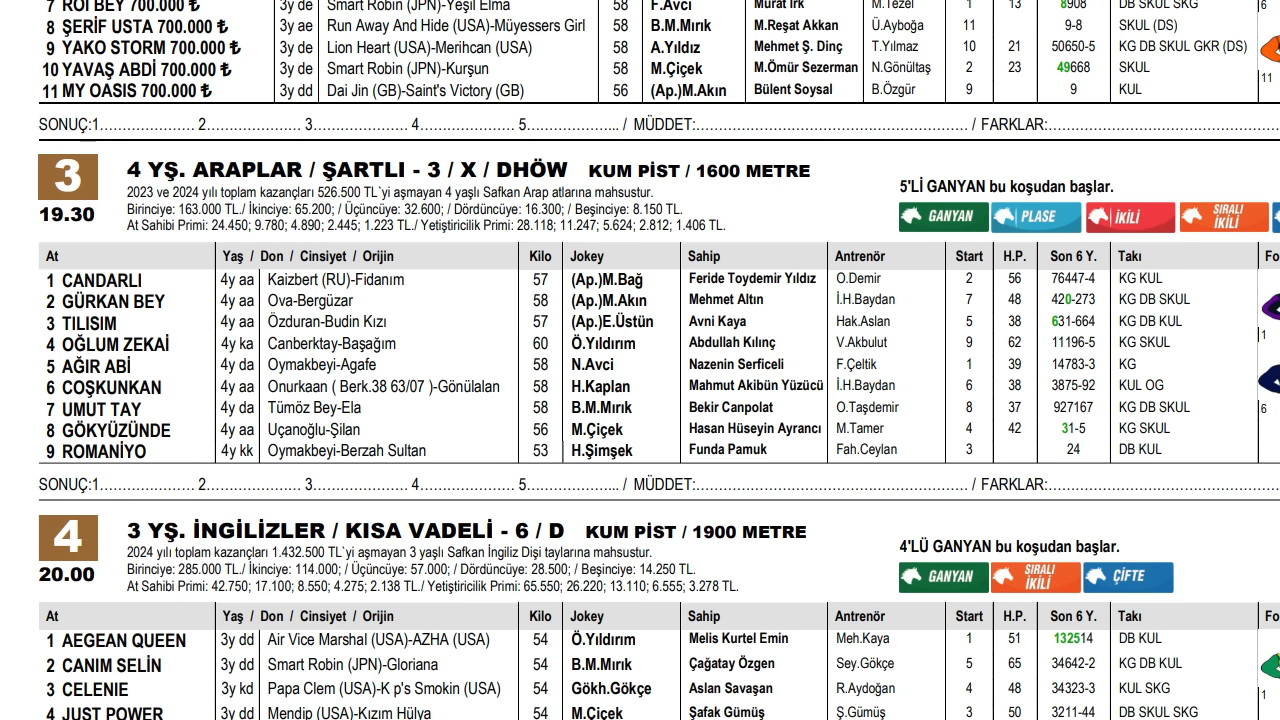 7 ROİ BEY 700.000 ₺ 3y de Smart Robin (JPN)-Yeşil Elma 58 F.Avci Murat Irk M.Tezel 1 13 8908 DB SKUL SKG 6
8 ŞERİF USTA 700.000 ₺ 3y ae Run Away And Hide (USA)-Müyessers Girl 58 B.M.Mırık M.Reşat Akkan Ü.Ayboğa 11 9-8 SKUL (DS)
9 YAKO STORM 700.000 ₺ 3y de Lion Heart (USA)-Merihcan (USA) 58 A.Yıldız Mehmet Ş. Dinç T.Yılmaz 10 21 50650-5 KG DB SKUL GKR (DS)
10 YAVAŞ ABDİ 700.000 ₺ 3y de Smart Robin (JPN)-Kurşun 58 M.Çiçek M.Ömür Sezerman N.Gönültaş 2 23 49668 SKUL 11
11 MY OASIS 700.000 ₺ 3y dd Dai Jin (GB)-Saint's Victory (GB) 56 (Ap.)M.Akın Bülent Soysal B.Özgür 9 9 KUL
SONUÇ:1........................ 2........................ 3........................ 4........................ 5....................... / MÜDDET:..................................................................... / FARKLAR:..........................................................
3 4 YŞ. ARAPLAR / ŞARTLI - 3 / X / DHÖW KUM PİST / 1600 METRE
19.30
2023 ve 2024 yılı toplam kazançları 526.500 TL`yi aşmayan 4 yaşlı Safkan Arap atlarına mahsustur.
Birinciye: 163.000 TL./ İkinciye: 65.200; / Üçüncüye: 32.600; / Dördüncüye: 16.300; / Beşinciye: 8.150 TL.
At Sahibi Primi: 24.450; 9.780; 4.890; 2.445; 1.223 TL./ Yetiştiricilik Primi: 28.118; 11.247; 5.624; 2.812; 1.406 TL.
5'Lİ GANYAN bu koşudan başlar.
GANYAN PLASE İKİLİ SIRALI İKİLİ
At Yaş / Don / Cinsiyet / Orijin Kilo Jokey Sahip Antrenör Start H.P. Son 6 Y. Takı Fo
1 CANDARLI 4y aa Kaizbert (RU)-Fidanım 57 (Ap.)M.Bağ Feride Toydemir Yıldız O.Demir 2 56 76447-4 KG KUL
2 GÜRKAN BEY 4y aa Ova-Bergüzar 58 (Ap.)M.Akın Mehmet Altın İ.H.Baydan 7 48 420-273 KG DB SKUL
3 TILISIM 4y aa Özduran-Budin Kızı 57 (Ap.)E.Üstün Avni Kaya Hak.Aslan 5 38 631-664 KG DB KUL 1
4 OĞLUM ZEKAİ 4y ka Canberktay-Başağım 60 Ö.Yıldırım Abdullah Kılınç V.Akbulut 9 62 11196-5 KG SKUL
5 AĞIR ABİ 4y da Oymakbeyi-Agafe 58 N.Avci Nazenin Serficeli F.Çeltik 1 39 14783-3 KG
6 COŞKUNKAN 4y aa Onurkaan ( Berk.38 63/07 )-Gönülalan 58 H.Kaplan Mahmut Akibün Yüzücü İ.H.Baydan 6 38 3875-92 KUL OG
7 UMUT TAY 4y da Tümöz Bey-Ela 58 B.M.Mırık Bekir Canpolat O.Taşdemir 8 37 927167 KG DB SKUL 6
8 GÖKYÜZÜNDE 4y aa Uçanoğlu-Şilan 56 M.Çiçek Hasan Hüseyin Ayrancı M.Tamer 4 42 31-5 KG SKUL
9 ROMANİYO 4y kk Oymakbeyi-Berzah Sultan 53 H.Şimşek Funda Pamuk Fah.Ceylan 3 24 DB KUL
SONUÇ:1........................ 2........................ 3........................ 4........................ 5....................... / MÜDDET:..................................................................... / FARKLAR:..........................................................
4 3 YŞ. İNGİLİZLER / KISA VADELİ - 6 / D KUM PİST / 1900 METRE
20.00
2024 yılı toplam kazançları 1.432.500 TL`yi aşmayan 3 yaşlı Safkan İngiliz Dişi taylarına mahsustur.
Birinciye: 285.000 TL./ İkinciye: 114.000; / Üçüncüye: 57.000; / Dördüncüye: 28.500; / Beşinciye: 14.250 TL.
At Sahibi Primi: 42.750; 17.100; 8.550; 4.275; 2.138 TL./ Yetiştiricilik Primi: 65.550; 26.220; 13.110; 6.555; 3.278 TL.
4'LÜ GANYAN bu koşudan başlar.
GANYAN SIRALI İKİLİ ÇİFTE
At Yaş / Don / Cinsiyet / Orijin Kilo Jokey Sahip Antrenör Start H.P. Son 6 Y. Takı Fo
1 AEGEAN QUEEN 3y dd Air Vice Marshal (USA)-AZHA (USA) 54 Ö.Yıldırım Melis Kurtel Emin Meh.Kaya 1 51 132514 DB KUL
2 CANIM SELİN 3y dd Smart Robin (JPN)-Gloriana 54 B.M.Mırık Çağatay Özgen Sey.Gökçe 5 65 34642-2 KG DB KUL
3 CELENIE 3y kd Papa Clem (USA)-K p's Smokin (USA) 54 Gökh.Gökçe Aslan Savaşan R.Aydoğan 4 48 34323-3 KUL SKG 1
4 JUST POWER 3y dd Mendip (USA)-Kızım Hülya 54 M.Çiçek Şafak Gümüş Ş.Gümüş 3 50 3211-44 DB SKUL SKG